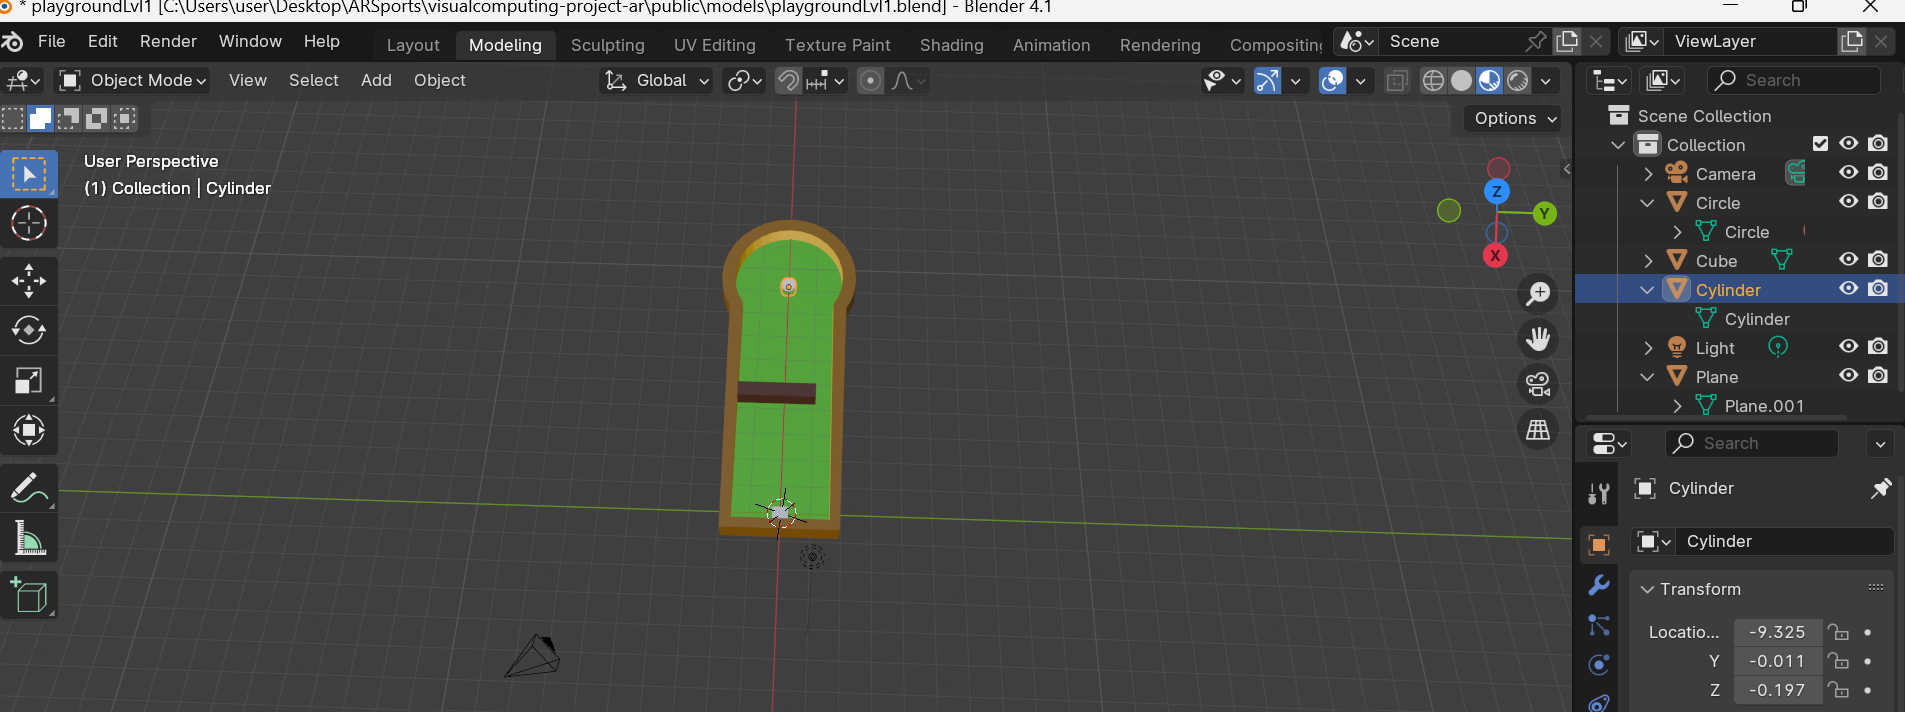 * playgroundLvl1 [C:\Users\user\Desktop\ARSports\visualcomputing-project-ar\public\models\playgroundLvl1.blend] - Blender 4.1
File Edit Render Window Help Layout Modeling Sculpting UV Editing Texture Paint Shading Animation Rendering Compositing Scene ViewLayer
Object Mode View Select Add Object Global Search
Options
User Perspective
(1) Collection | Cylinder
Z
Y
X
Scene Collection
Collection
Camera
Circle
Circle
Cube
Cylinder
Cylinder
Light
Plane
Plane.001
Search
Cylinder
Cylinder
Transform
Locatio... -9.325
Y -0.011
Z -0.197